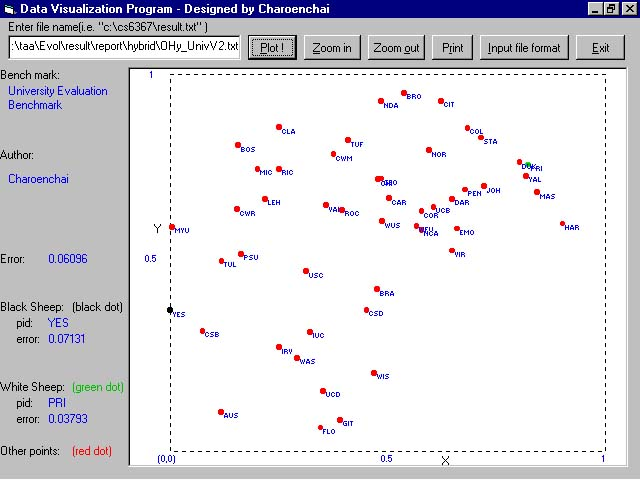 Data Visualization Program - Designed by Charoenchai
Enter file name(i.e. "c:\cs6367\result.txt" )
:\taa\Evol\result\report\hybrid\OHy_UnivV2.txt
Plot !
Zoom in
Zoom out
Print
Input file format
Exit
Bench mark:
University Evaluation
Benchmark
Author:
Charoenchai
Error: 0.06096
Black Sheep: (black dot)
pid: YES
error: 0.07131
White Sheep: (green dot)
pid: PRI
error: 0.03793
Other points: (red dot)
1
BRO
NDA
CIT
CLA
COL
STA
TUF
BOS
CWM
NOR
PRI
MIC
RIC
YAL
PEN
JOH
MAS
LEH
CAR
DAR
CWR
ROC
UCB
COR
MYU
Y
WUS
EMO
HAR
PSU
VIR
0.5
TUL
USC
BRA
YES
CSD
CSB
IUC
IRV
WAS
WIS
UCD
AUS
GIT
FLO
(0,0)
0.5
X
1